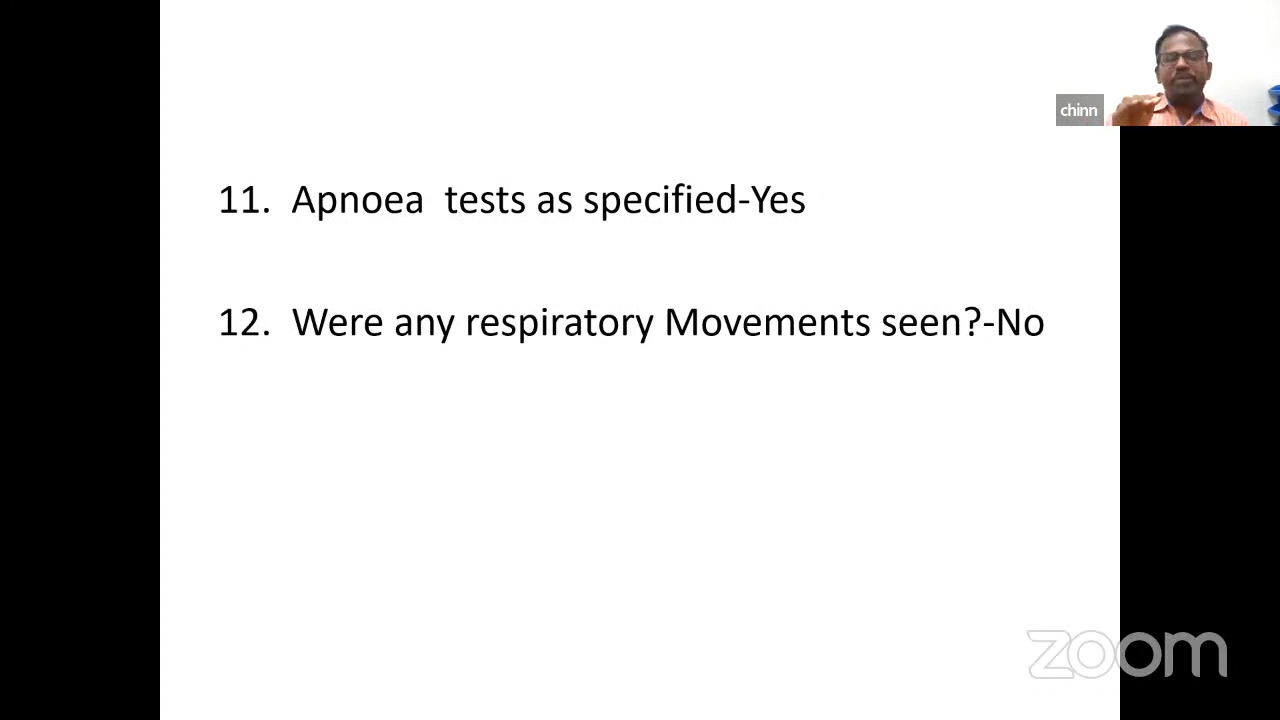 chinn
11. Apnoea tests as specified-Yes
12. Were any respiratory Movements seen?-No
zoom